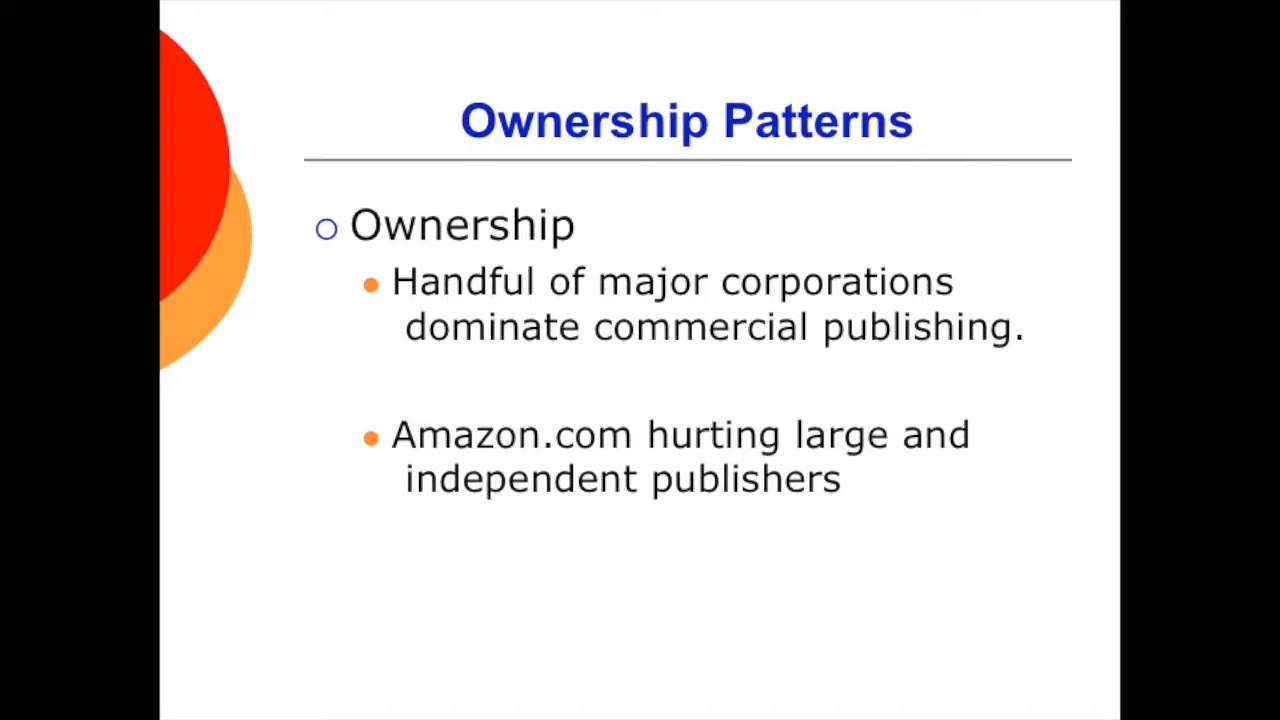 Ownership Patterns
Ownership
Handful of major corporations
dominate commercial publishing.
Amazon.com hurting large and
independent publishers